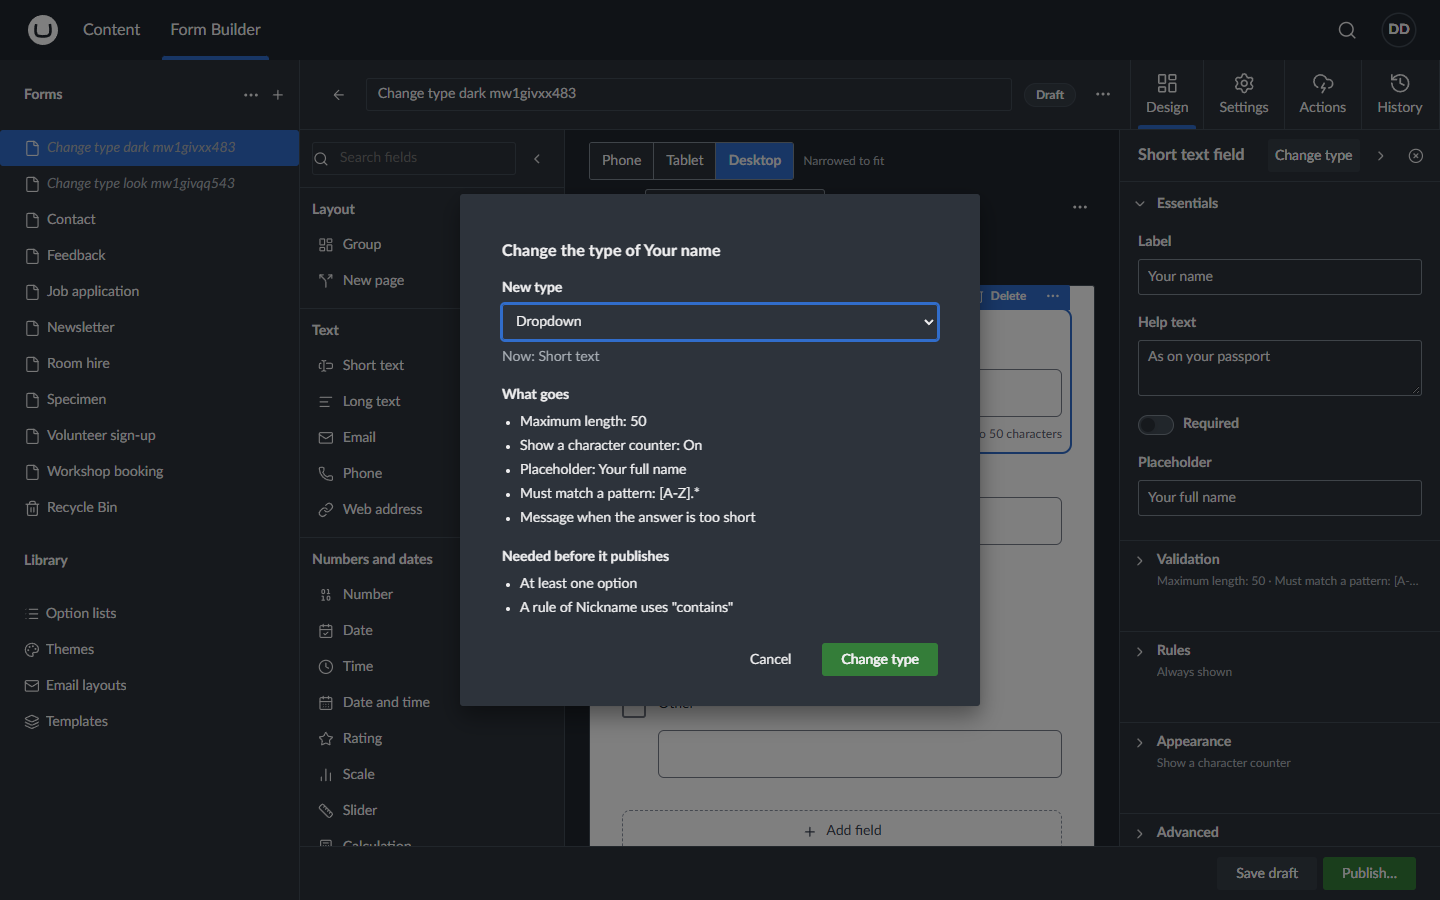 Content
Form Builder
DD
Forms
Change type dark mw1givxx483
Draft
Design
Settings
Actions
History
Change type dark mw1givxx483
Change type look mw1givqq543
Contact
Feedback
Job application
Newsletter
Room hire
Specimen
Volunteer sign-up
Workshop booking
Recycle Bin
Library
Option lists
Themes
Email layouts
Templates
Search fields
Layout
Group
New page
Text
Short text
Long text
Email
Phone
Web address
Numbers and dates
Number
Date
Time
Date and time
Rating
Scale
Slider
Calculation
Phone
Tablet
Desktop
Narrowed to fit
Delete
50 characters
Other
Add field
Change the type of Your name
New type
Dropdown
Now: Short text
What goes
Maximum length: 50
Show a character counter: On
Placeholder: Your full name
Must match a pattern: [A-Z].*
Message when the answer is too short
Needed before it publishes
At least one option
A rule of Nickname uses "contains"
Cancel
Change type
Short text field
Change type
Essentials
Label
Your name
Help text
As on your passport
Required
Placeholder
Your full name
Validation
Maximum length: 50 · Must match a pattern: [A-...
Rules
Always shown
Appearance
Show a character counter
Advanced
Save draft
Publish...